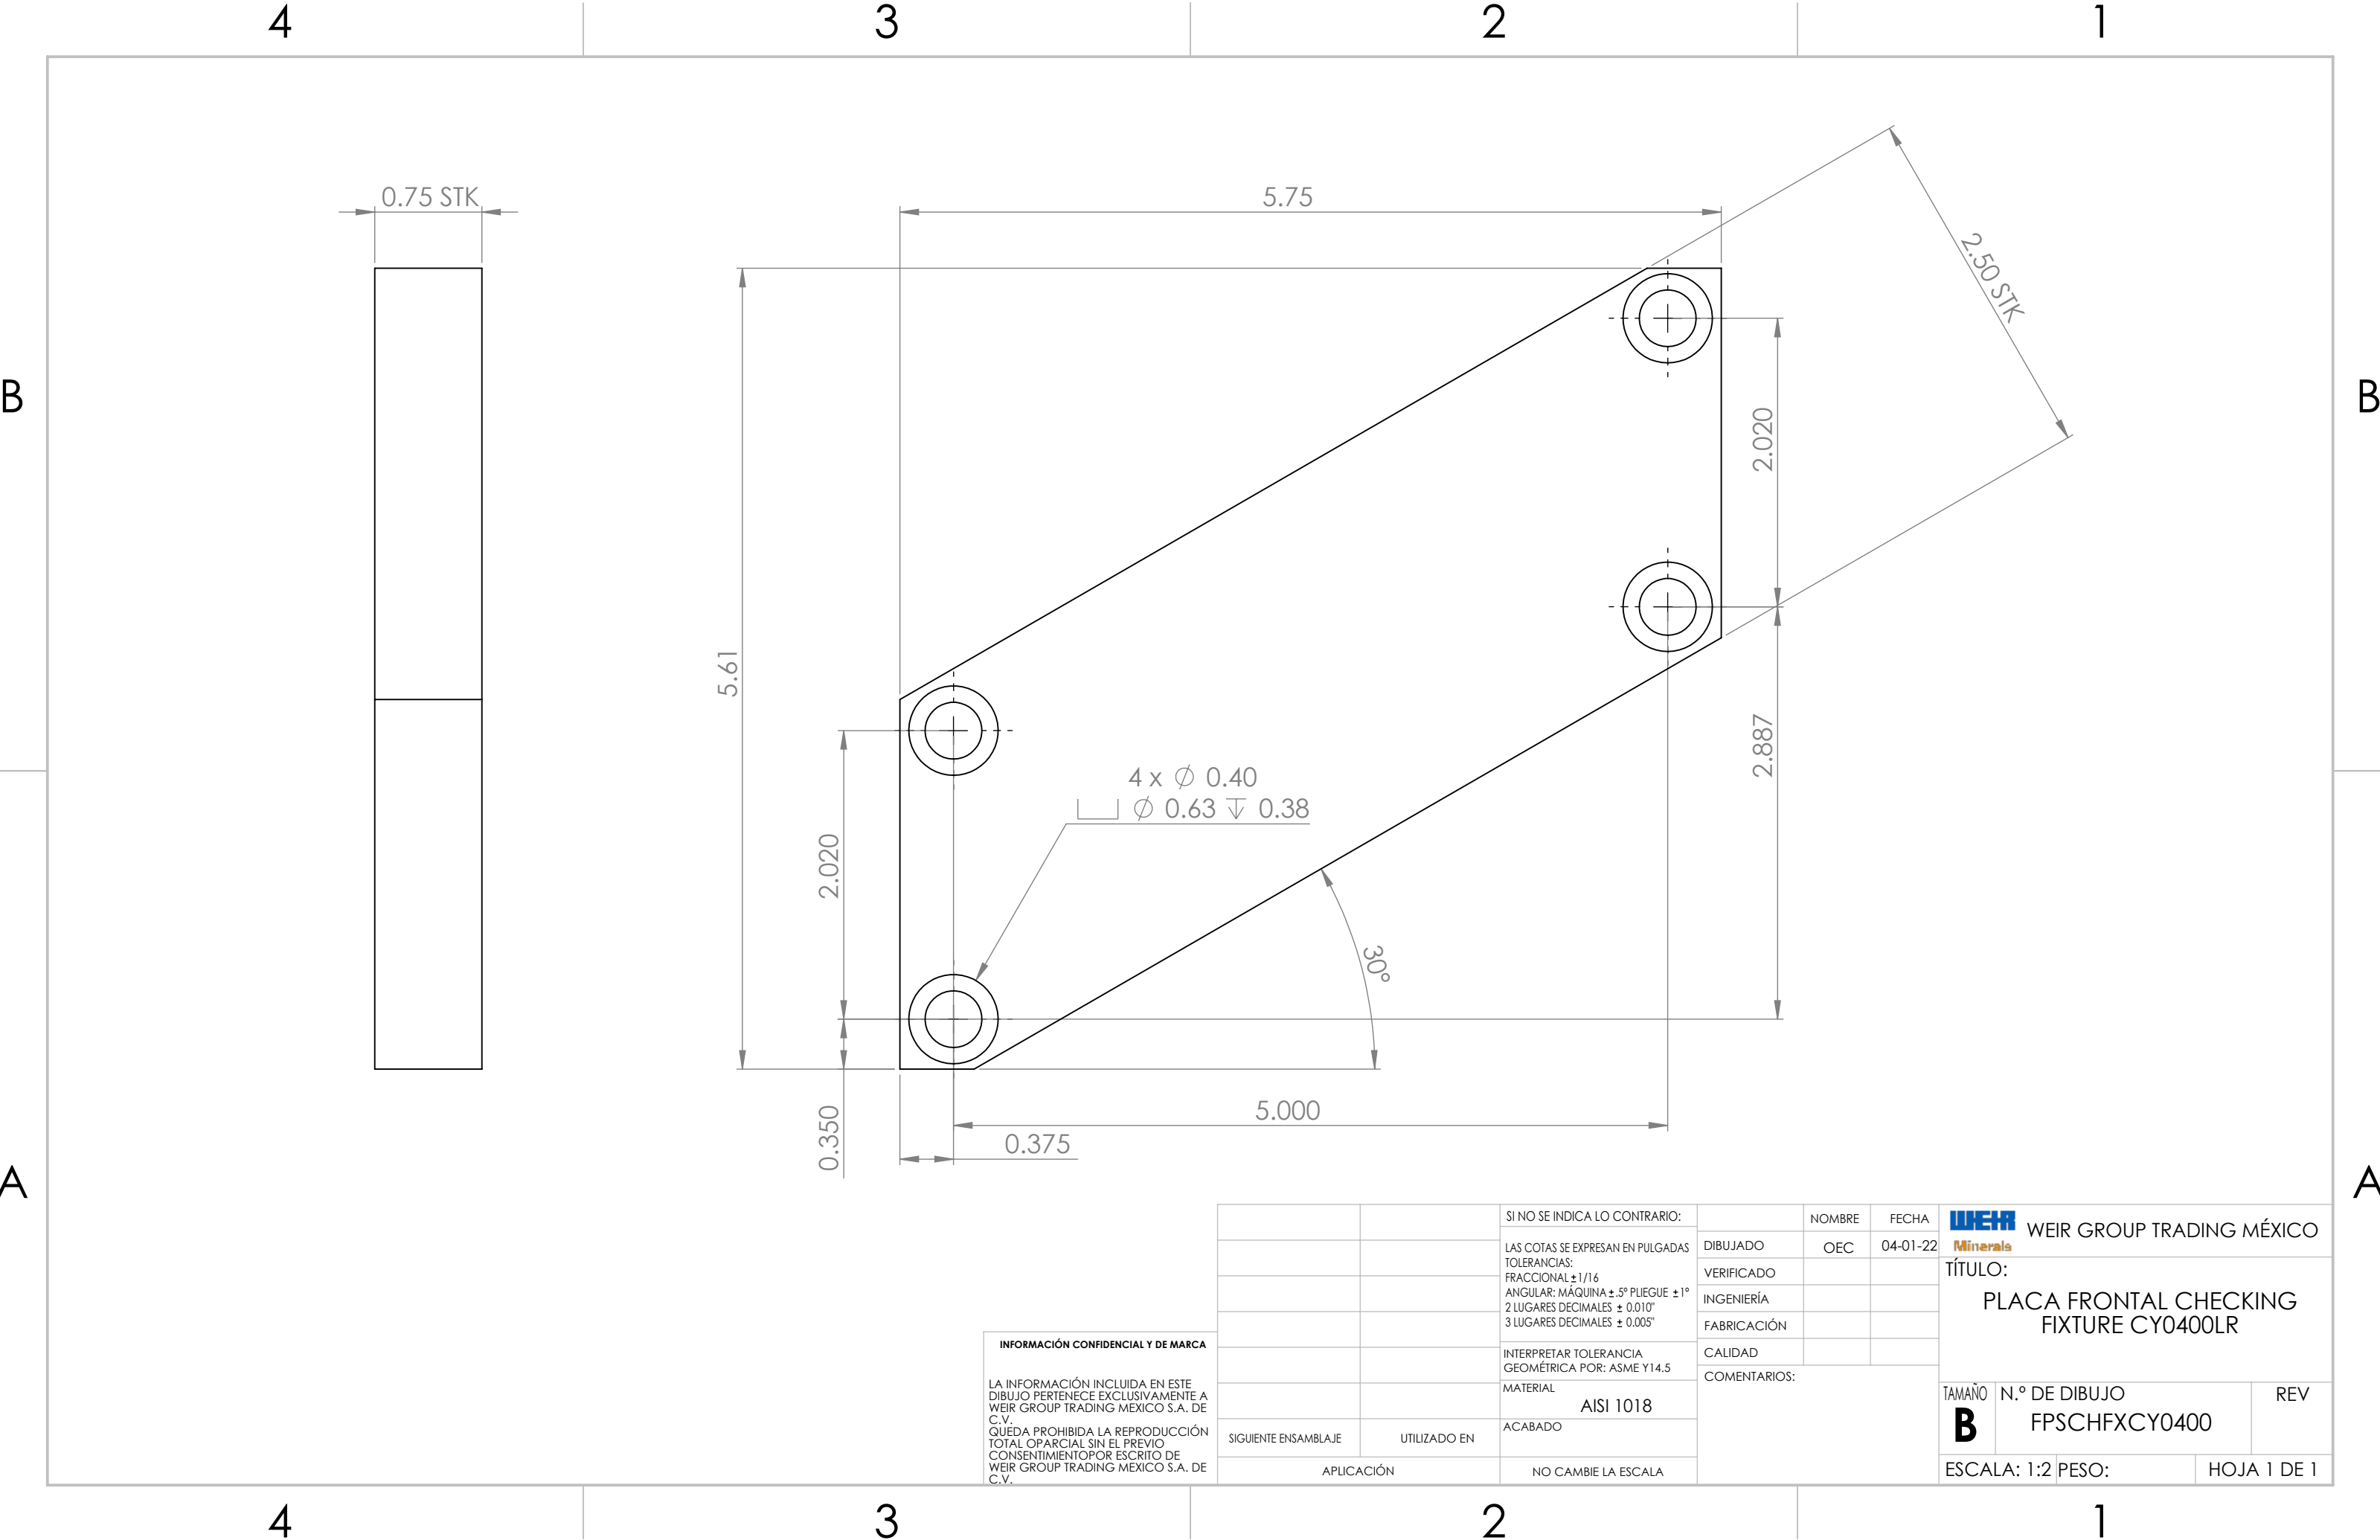 4 3 2 1
B B
A A
0.75 STK
5.75
2.50 STK
2.020
5.61
2.887
4 x ∅ 0.40
⌴ ∅ 0.63 ↧ 0.38
2.020
30°
0.350
5.000
0.375
INFORMACIÓN CONFIDENCIAL Y DE MARCA
LA INFORMACIÓN INCLUIDA EN ESTE
DIBUJO PERTENECE EXCLUSIVAMENTE A
WEIR GROUP TRADING MEXICO S.A. DE
C.V.
QUEDA PROHIBIDA LA REPRODUCCIÓN
TOTAL OPARCIAL SIN EL PREVIO
CONSENTIMIENTOPOR ESCRITO DE
WEIR GROUP TRADING MEXICO S.A. DE
C.V.
SIGUIENTE ENSAMBLAJE UTILIZADO EN
APLICACIÓN
SI NO SE INDICA LO CONTRARIO:
LAS COTAS SE EXPRESAN EN PULGADAS
TOLERANCIAS:
FRACCIONAL ± 1/16
ANGULAR: MÁQUINA ± .5° PLIEGUE ± 1°
2 LUGARES DECIMALES ± 0.010"
3 LUGARES DECIMALES ± 0.005"
INTERPRETAR TOLERANCIA
GEOMÉTRICA POR: ASME Y14.5
MATERIAL
AISI 1018
ACABADO
NO CAMBIE LA ESCALA
NOMBRE FECHA
DIBUJADO OEC 04-01-22
VERIFICADO
INGENIERÍA
FABRICACIÓN
CALIDAD
COMENTARIOS:
WEIR
Minerals
WEIR GROUP TRADING MÉXICO
TÍTULO:
PLACA FRONTAL CHECKING
FIXTURE CY0400LR
TAMAÑO N.º DE DIBUJO REV
B FPSCHFXCY0400
ESCALA: 1:2 PESO: HOJA 1 DE 1
4 3 2 1